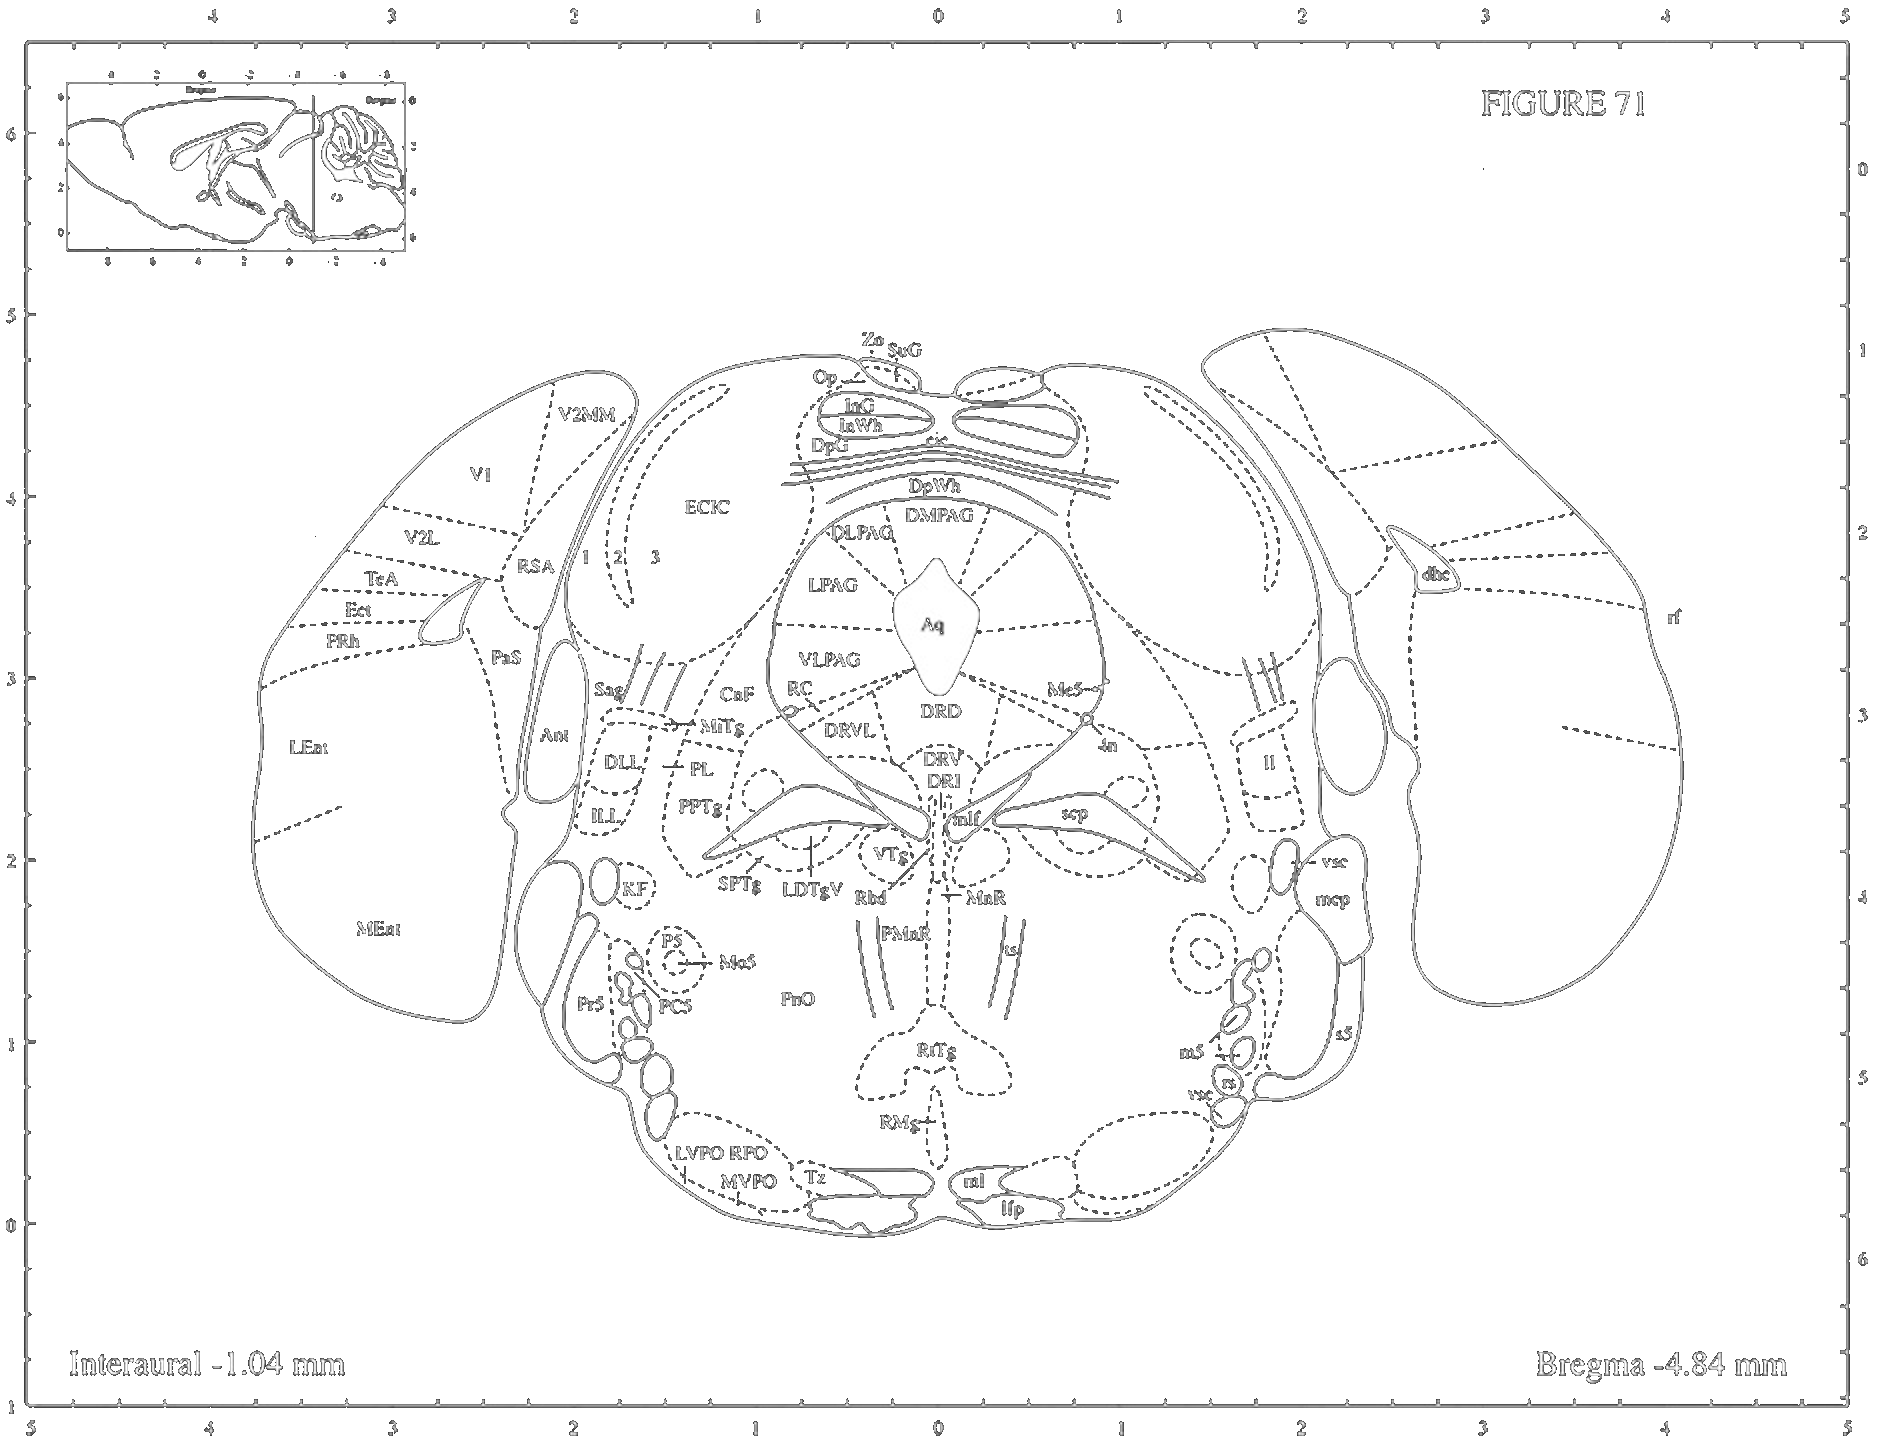 4 3 2 1 0 1 2 3 4 5
FIGURE 71
Bregma
Bregma
6
5
4
3
2
1
0
1
0
1
2
3
4
5
6
Zo
SuG
Op
InG
InWh
DpG
cic
DpWh
V2MM
V1
V2L
TeA
Ect
PRh
RSA
PaS
LEnt
MEnt
Ant
ECIC
1 2 3
DMPAG
DLPAG
LPAG
Aq
VLPAG
dhc
rf
Sag
CnF
RC
Me5
MiTg
DRD
DRVL
4n
DLL
PL
DRV
DRI
ll
PPTg
ILL
mlf
scp
VTg
SPTg
LDTgV
Rbd
MnR
vsc
mcp
KF
P5
Mo5
PMnR
ts
Pr5
PC5
PnO
RtTg
m5
s5
rs
RMg
LVPO RPO
MVPO
Tz
ml
lfp
Interaural -1.04 mm
Bregma -4.84 mm
5 4 3 2 1 0 1 2 3 4 5